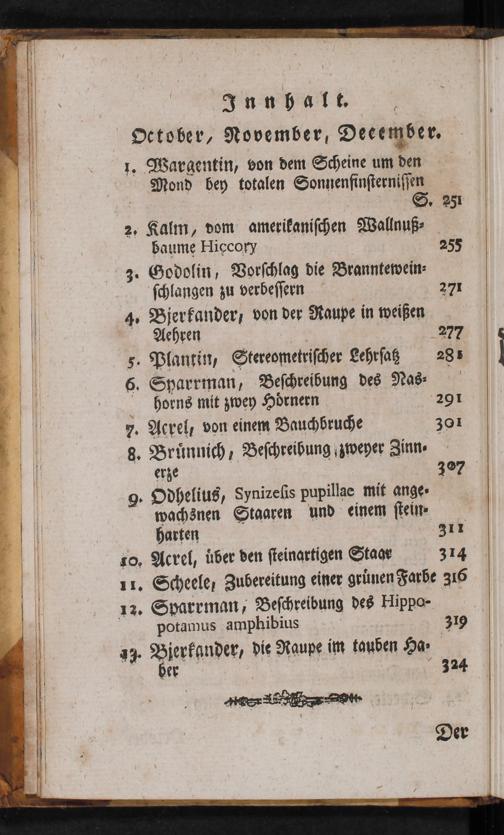 Innhalt.
October, November, December.
1. Wargentin, von dem Scheine um den
Mond bey totalen Sonnenfinsternissen
S. 251
2. Kalm, vom amerikanischen Wallnuß-
baume Hiccory 255
3. Godolin, Vorschlag die Branntewein-
schlangen zu verbessern 271
4. Bjerkander, von der Raupe in weißen
Aehren 277
5. Plantin, Stereometrischer Lehrsatz 281
6. Sparrman, Beschreibung des Nas-
horns mit zwey Hörnern 291
7. Acrel, von einem Bauchbruche 301
8. Brünnich, Beschreibung zweyer Zinn-
erze 307
9. Odhelius, Synizesis pupillae mit ange-
wachsnen Staaren und einem stein-
harten 311
10. Acrel, über den steinartigen Staar 314
11. Scheele, Zubereitung einer grünen Farbe 316
12. Sparrman, Beschreibung des Hippo-
potamus amphibius 319
13. Bjerkander, die Raupe im tauben Ha-
ber 324
Der